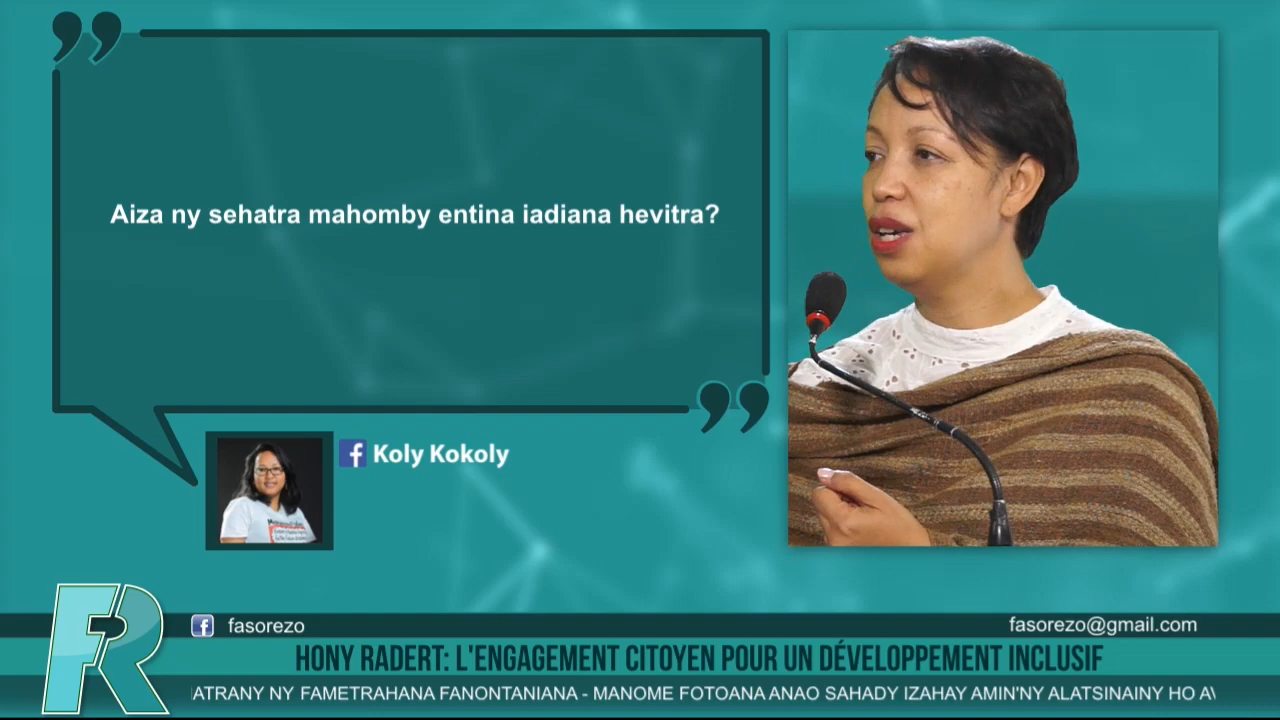 Aiza ny sehatra mahomby entina iadiana hevitra?
Koly Kokoly
FR
fasorezo
fasorezo@gmail.com
HONY RADERT: L'ENGAGEMENT CITOYEN POUR UN DÉVELOPPEMENT INCLUSIF
ATRANY NY FAMETRAHANA FANONTANIANA - MANOME FOTOANA ANAO SAHADY IZAHAY AMIN'NY ALATSINAINY HO